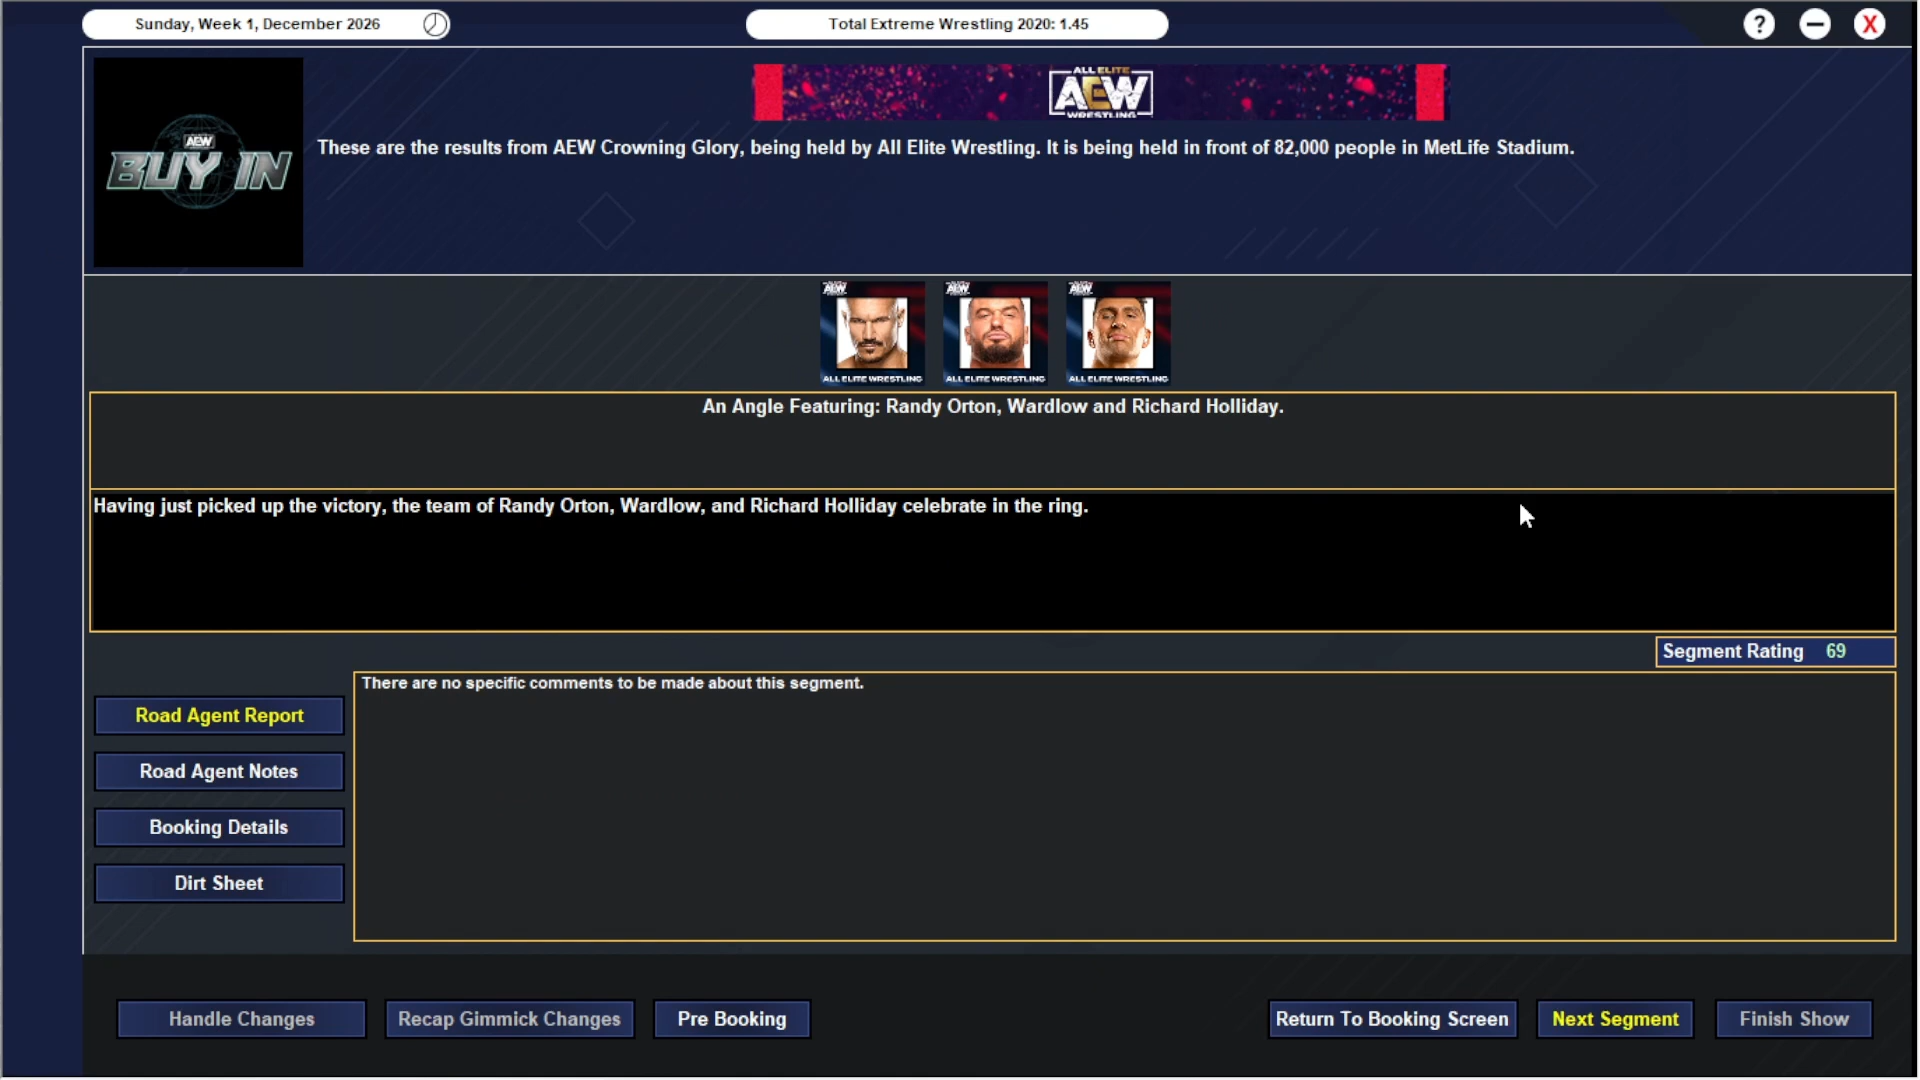 Sunday, Week 1, December 2026
Total Extreme Wrestling 2020: 1.45
?
X
ALL ELITE
AEW
WRESTLING
AEW
BUY IN
These are the results from AEW Crowning Glory, being held by All Elite Wrestling. It is being held in front of 82,000 people in MetLife Stadium.
AEW AEW AEW
ALL ELITE WRESTLING ALL ELITE WRESTLING ALL ELITE WRESTLING
An Angle Featuring: Randy Orton, Wardlow and Richard Holliday.
Having just picked up the victory, the team of Randy Orton, Wardlow, and Richard Holliday celebrate in the ring.
Segment Rating 69
There are no specific comments to be made about this segment.
Road Agent Report
Road Agent Notes
Booking Details
Dirt Sheet
Handle Changes Recap Gimmick Changes Pre Booking Return To Booking Screen Next Segment Finish Show